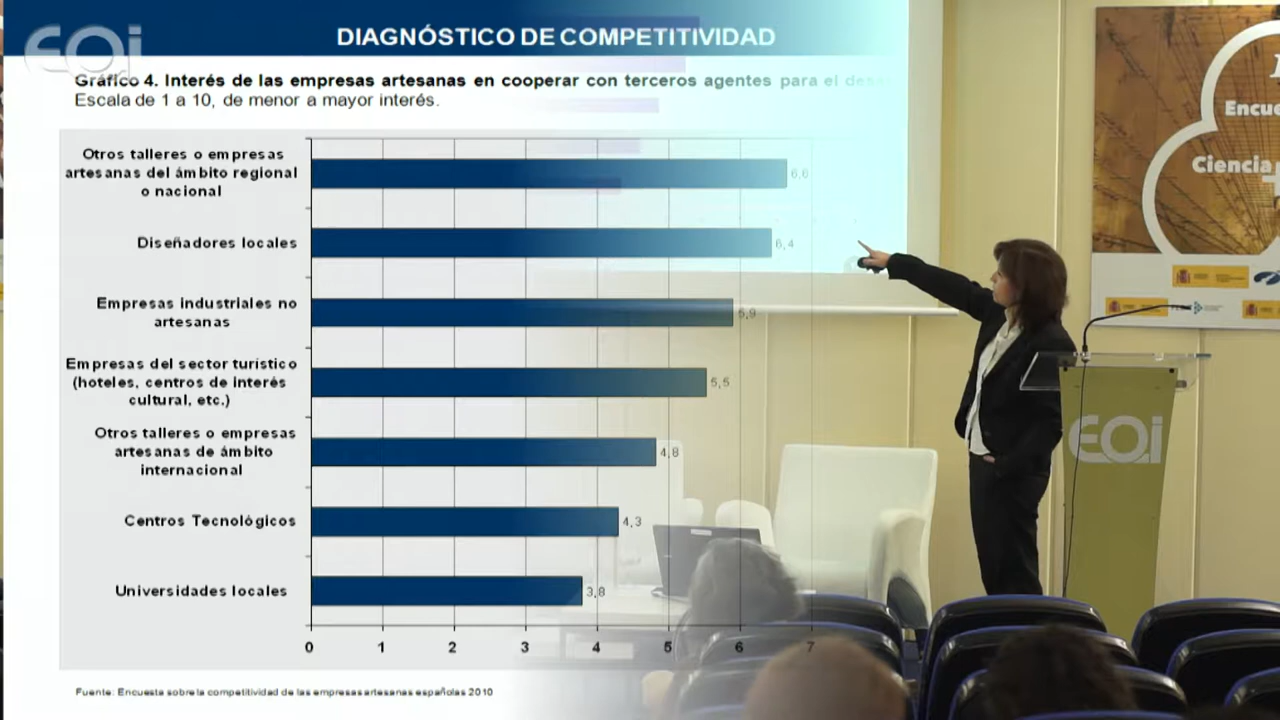 EOi
DIAGNÓSTICO DE COMPETITIVIDAD
Gráfico 4. Interés de las empresas artesanas en cooperar con terceros agentes para el
Escala de 1 a 10, de menor a mayor interés.
Otros talleres o empresas
artesanas del ámbito regional
o nacional
6,6
Diseñadores locales
6,4
Empresas industriales no
artesanas
5,9
Empresas del sector turístico
(hoteles, centros de interés
cultural, etc.)
5,5
Otros talleres o empresas
artesanas de ámbito
internacional
4,8
Centros Tecnológicos
4,3
Universidades locales
3,8
0 1 2 3 4 5 6 7
Fuente: Encuesta sobre la competitividad de las empresas artesanas españolas 2010
Ciencia
EOi